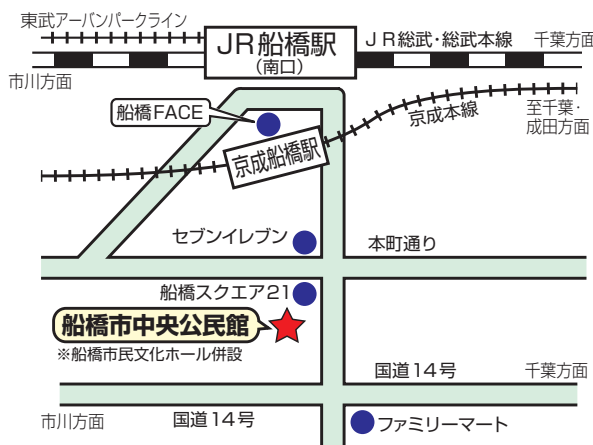 東武アーバンパークライン
JR船橋駅
(南口)
JR総武・総武本線
千葉方面
市川方面
船橋FACE
京成船橋駅
京成本線
至千葉・
成田方面
セブンイレブン
本町通り
船橋スクエア21
船橋市中央公民館
※船橋市民文化ホール併設
国道14号
千葉方面
市川方面
国道14号
ファミリーマート